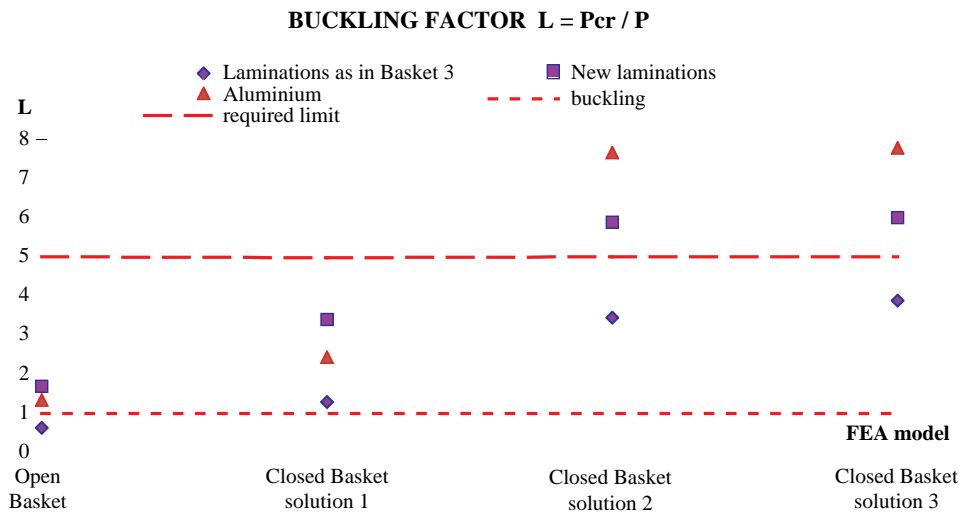 BUCKLING FACTOR L = Pcr / P
Laminations as in Basket 3
New laminations
Aluminium
buckling
required limit
L
8
7
6
5
4
3
2
1
0
FEA model
Open
Basket
Closed Basket
solution 1
Closed Basket
solution 2
Closed Basket
solution 3